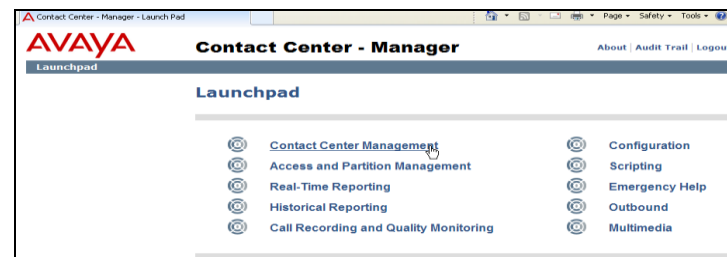 Contact Center - Manager - Launch Pad
Page Safety Tools
AVAYA
Contact Center - Manager
About | Audit Trail | Logou
Launchpad
Launchpad
Contact Center Management
Configuration
Access and Partition Management
Scripting
Real-Time Reporting
Emergency Help
Historical Reporting
Outbound
Call Recording and Quality Monitoring
Multimedia